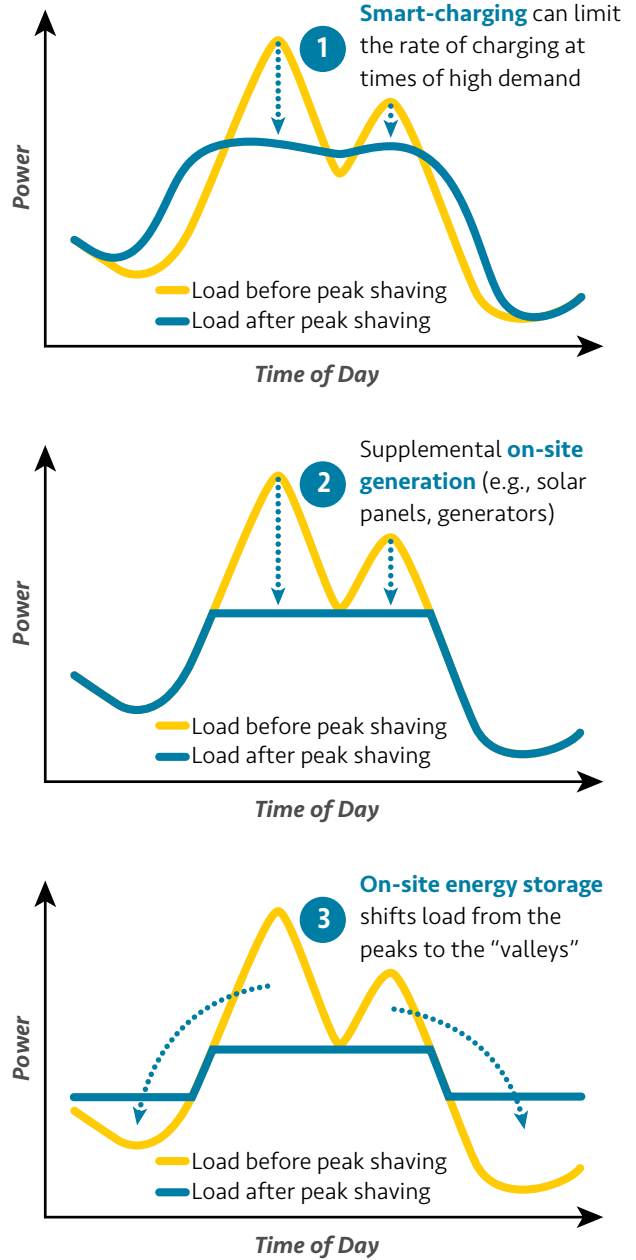 Smart-charging can limit
the rate of charging at
times of high demand
1
Power
Load before peak shaving
Load after peak shaving
Time of Day
Supplemental on-site
generation (e.g., solar
panels, generators)
2
Power
Load before peak shaving
Load after peak shaving
Time of Day
On-site energy storage
shifts load from the
peaks to the “valleys”
3
Power
Load before peak shaving
Load after peak shaving
Time of Day